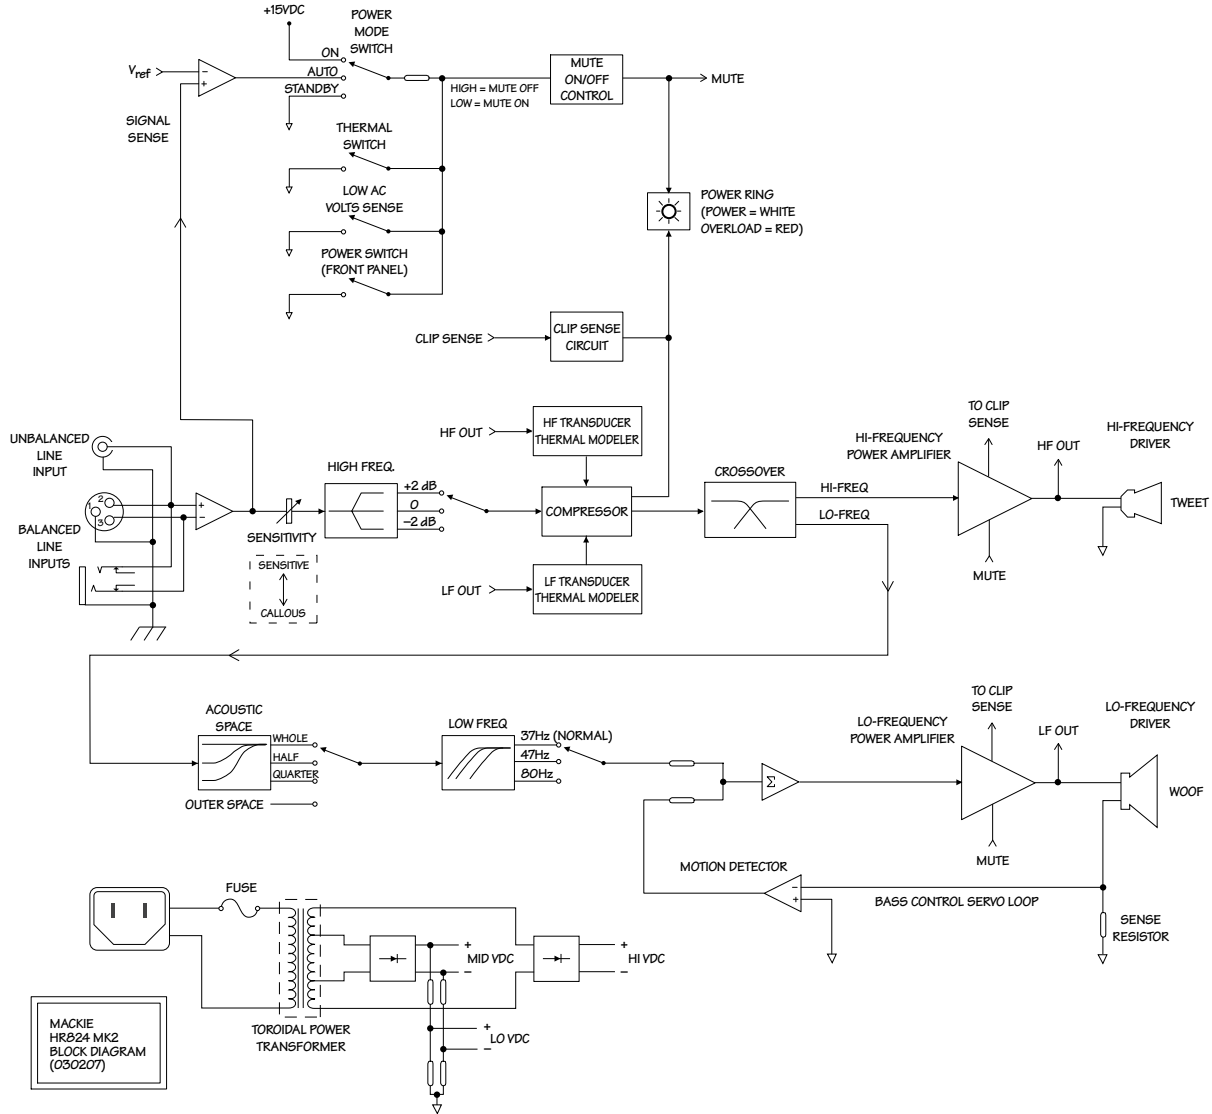 +15VDC
POWER
MODE
SWITCH
ON
AUTO
STANDBY
Vref
−
+
SIGNAL
SENSE
HIGH = MUTE OFF
LOW = MUTE ON
MUTE
ON/OFF
CONTROL
MUTE
THERMAL
SWITCH
LOW AC
VOLTS SENSE
POWER SWITCH
(FRONT PANEL)
POWER RING
(POWER = WHITE
OVERLOAD = RED)
CLIP SENSE
CLIP SENSE
CIRCUIT
UNBALANCED
LINE
INPUT
BALANCED
LINE
INPUTS
1
2
3
+
−
SENSITIVITY
SENSITIVE
CALLOUS
HIGH FREQ.
+2 dB
0
−2 dB
HF OUT
HF TRANSDUCER
THERMAL MODELER
COMPRESSOR
LF OUT
LF TRANSDUCER
THERMAL MODELER
CROSSOVER
HI-FREQ
LO-FREQ
HI-FREQUENCY
POWER AMPLIFIER
TO CLIP
SENSE
HF OUT
MUTE
HI-FREQUENCY
DRIVER
TWEET
ACOUSTIC
SPACE
WHOLE
HALF
QUARTER
OUTER SPACE
LOW FREQ
37Hz (NORMAL)
47Hz
80Hz
Σ
LO-FREQUENCY
POWER AMPLIFIER
TO CLIP
SENSE
LF OUT
MUTE
LO-FREQUENCY
DRIVER
WOOF
MOTION DETECTOR
−
+
BASS CONTROL SERVO LOOP
SENSE
RESISTOR
FUSE
TOROIDAL POWER
TRANSFORMER
+
MID VDC
−
+
HI VDC
−
+
LO VDC
−
MACKIE
HR824 MK2
BLOCK DIAGRAM
(030207)